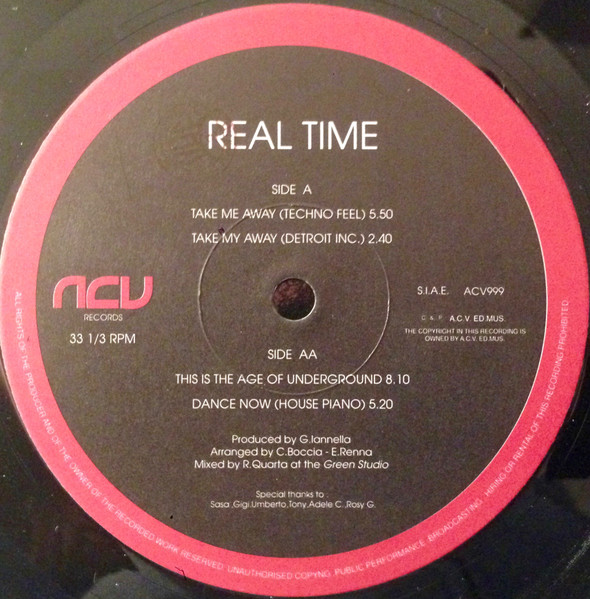 REAL TIME
SIDE A
TAKE ME AWAY (TECHNO FEEL) 5.50
TAKE MY AWAY (DETROIT INC.) 2.40
ACV
RECORDS
33 1/3 RPM
S.I.A.E. ACV999
C & P A.C.V. ED.MUS.
THE COPYRIGHT IN THIS RECORDING IS
OWNED BY A.C.V. ED.MUS.
SIDE AA
THIS IS THE AGE OF UNDERGROUND 8.10
DANCE NOW (HOUSE PIANO) 5.20
Produced by G.Iannella
Arranged by C.Boccia - E.Renna
Mixed by R.Quarta at the Green Studio
Special thanks to :
Sasa ,Gigi,Umberto,Tony,Adele C .,Rosy G.
ALL RIGHTS OF THE PRODUCER AND OF THE OWNER OF THE RECORDED WORK RESERVED. UNAUTHORISED COPYNG. PUBLIC PERFORMANCE. BROADCASTING. HIRING OR RENTAL OF THIS RECORDING PROHIBITED.